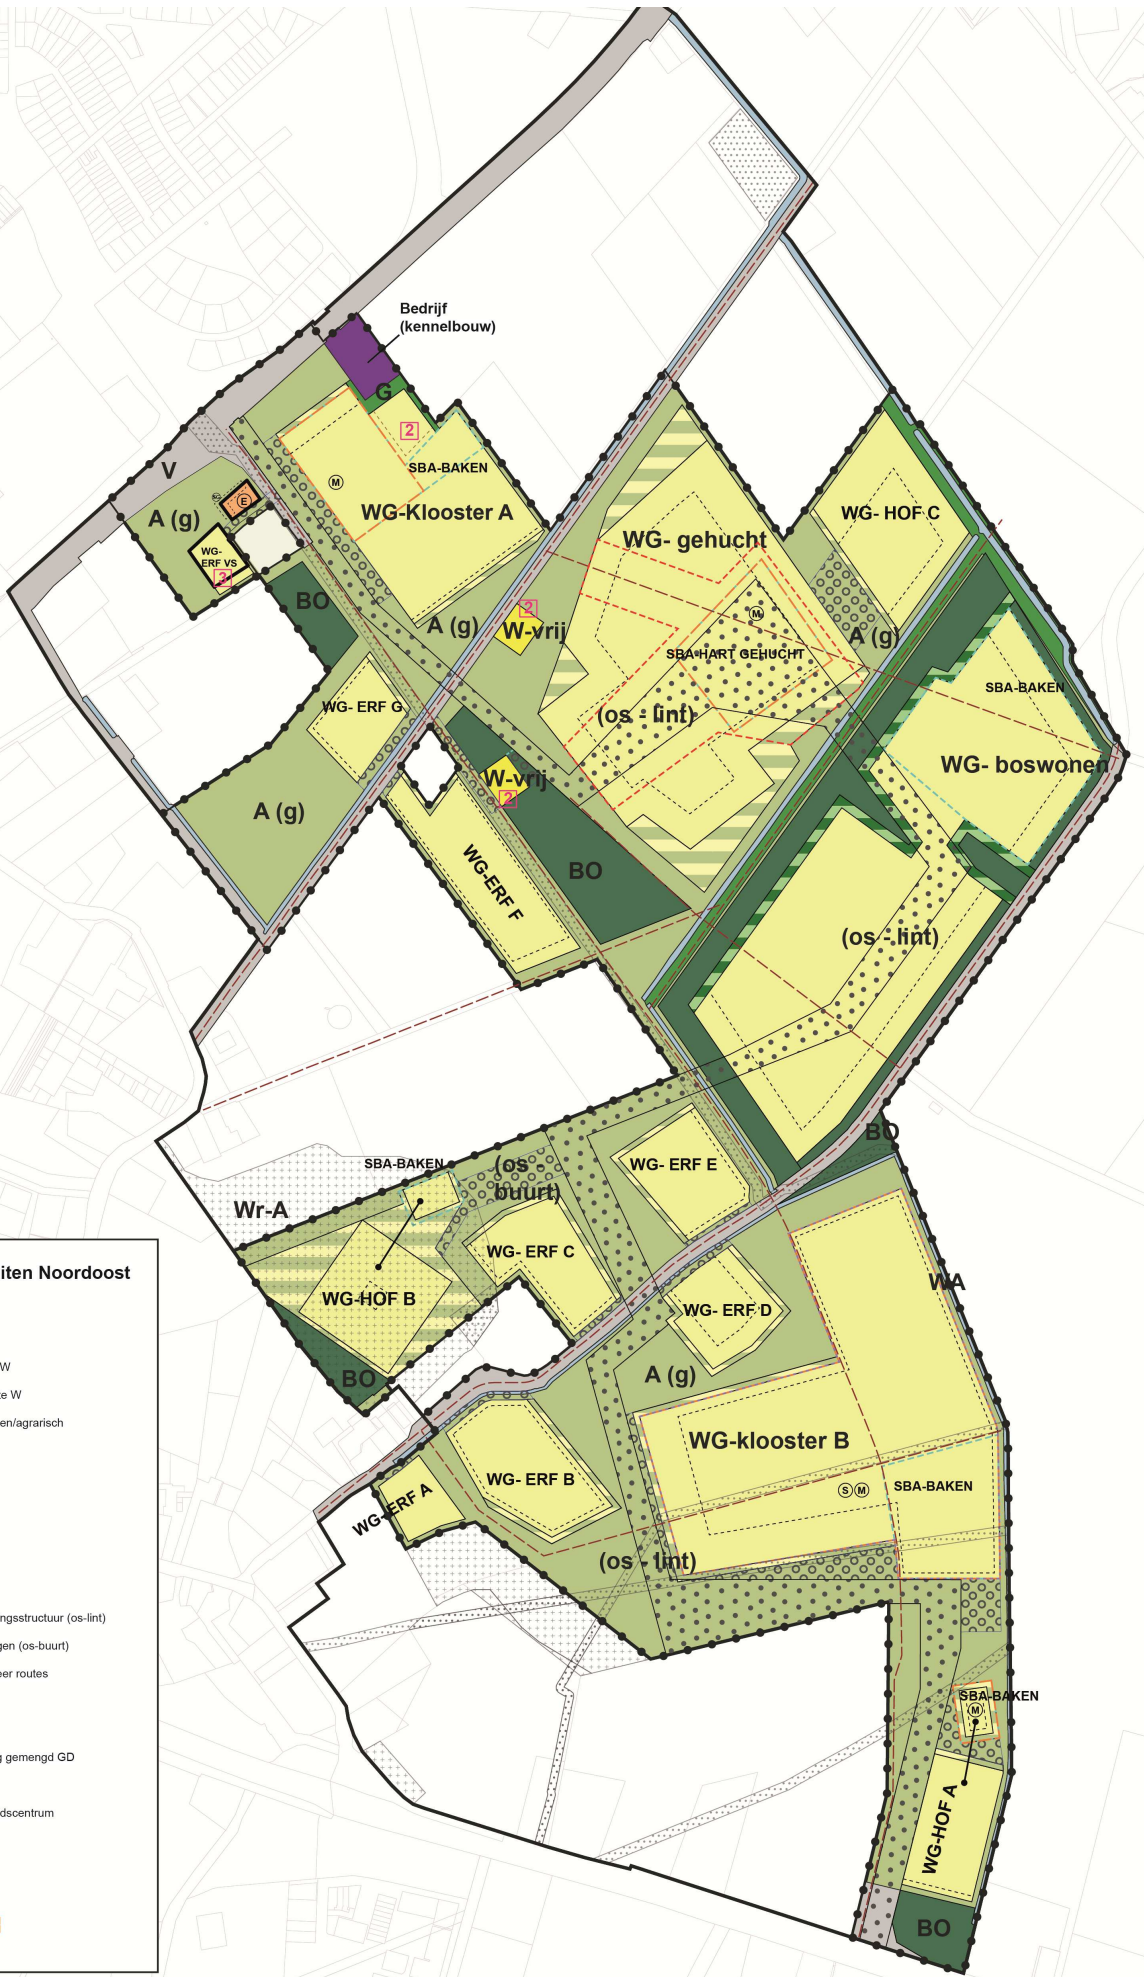 Bedrijf
(kennelbouw)
G
2
SBA-BAKEN
M
WG-Klooster A
V
A (g)
E
WG-
ERF VS
3
BO
WG- gehucht
WG- HOF C
A (g)
2
W-vrij
M
SBA-HART GEHUCHT
A (g)
SBA-BAKEN
WG- ERF G
(os - lint)
WG- boswonen
W-vrij
2
A (g)
BO
WG-ERF F
(os - lint)
BO
SBA-BAKEN
(os -
buurt)
WG- ERF E
Wr-A
WG- ERF C
WG-HOF B
WG- ERF D
WA
BO
A (g)
WG-klooster B
WG- ERF B
S M
SBA-BAKEN
WG-ERF A
(os - lint)
SBA-BAKEN
M
WG-HOF A
BO
iten Noordoost
W
e W
en/agrarisch
ngsstructuur (os-lint)
gen (os-buurt)
eer routes
g gemengd GD
dscentrum